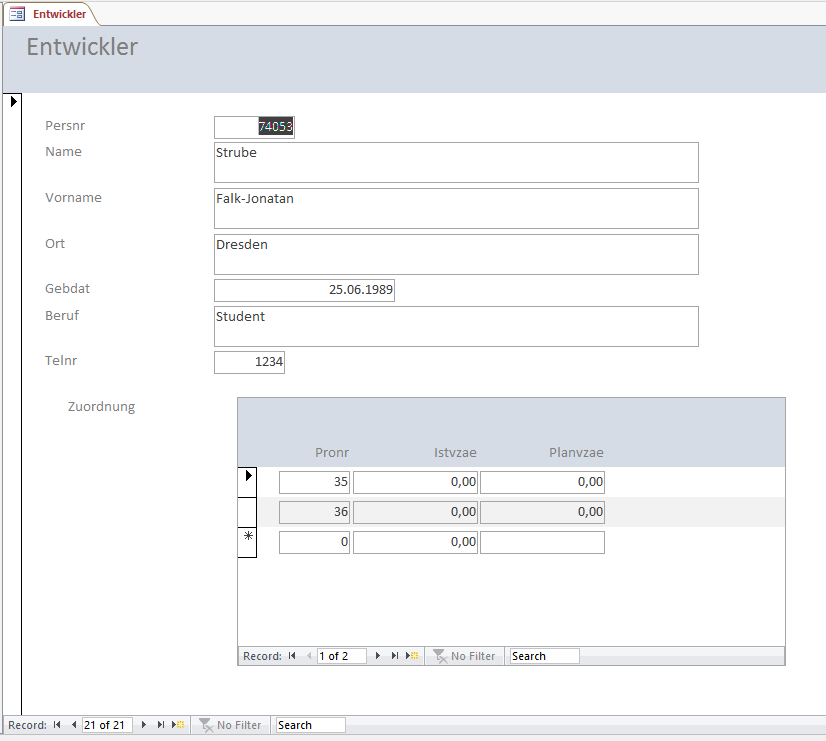 Entwickler
Entwickler
Persnr 74053
Name Strube
Vorname Falk-Jonatan
Ort Dresden
Gebdat 25.06.1989
Beruf Student
Telnr 1234
Zuordnung
Pronr Istvzae Planvzae
35 0,00 0,00
36 0,00 0,00
0 0,00
Record: 1 of 2 No Filter Search
Record: 21 of 21 No Filter Search